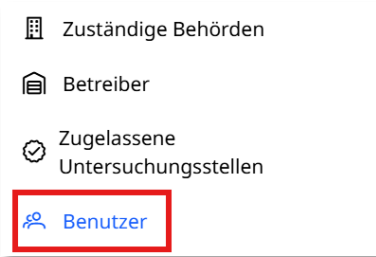 Zuständige Behörden
Betreiber
Zugelassene
Untersuchungsstellen
Benutzer